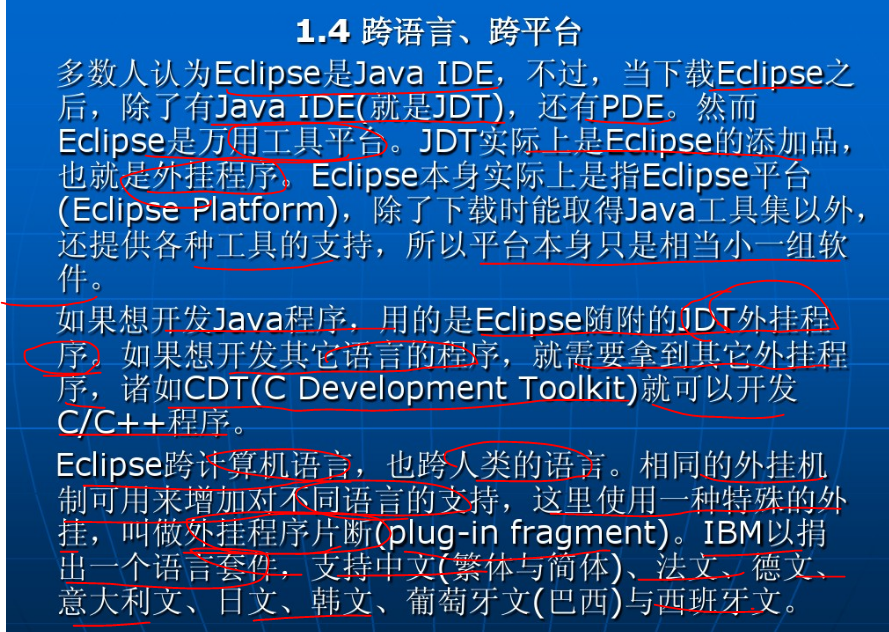 1.4 跨语言、跨平台
多数人认为Eclipse是Java IDE，不过，当下载Eclipse之
后，除了有Java IDE(就是JDT)，还有PDE。然而
Eclipse是万用工具平台。JDT实际上是Eclipse的添加品，
也就是外挂程序。Eclipse本身实际上是指Eclipse平台
(Eclipse Platform)，除了下载时能取得Java工具集以外，
还提供各种工具的支持，所以平台本身只是相当小一组软
件。
如果想开发Java程序，用的是Eclipse随附的JDT外挂程
序。如果想开发其它语言的程序，就需要拿到其它外挂程
序，诸如CDT(C Development Toolkit)就可以开发
C/C++程序。
Eclipse跨计算机语言，也跨人类的语言。相同的外挂机
制可用来增加对不同语言的支持，这里使用一种特殊的外
挂，叫做外挂程序片断(plug-in fragment)。IBM以捐
出一个语言套件，支持中文(繁体与简体)、法文、德文、
意大利文、日文、韩文、葡萄牙文(巴西)与西班牙文。